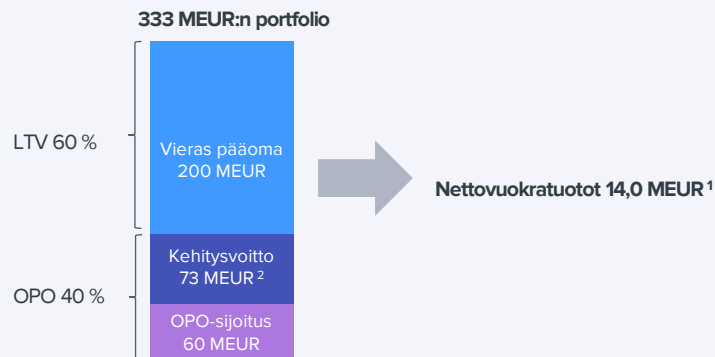 333 MEUR:n portfolio
LTV 60 %
Vieras pääoma
200 MEUR
Nettovuokratuotot 14,0 MEUR ¹
Kehitysvoitto
73 MEUR ²
OPO 40 %
OPO-sijoitus
60 MEUR